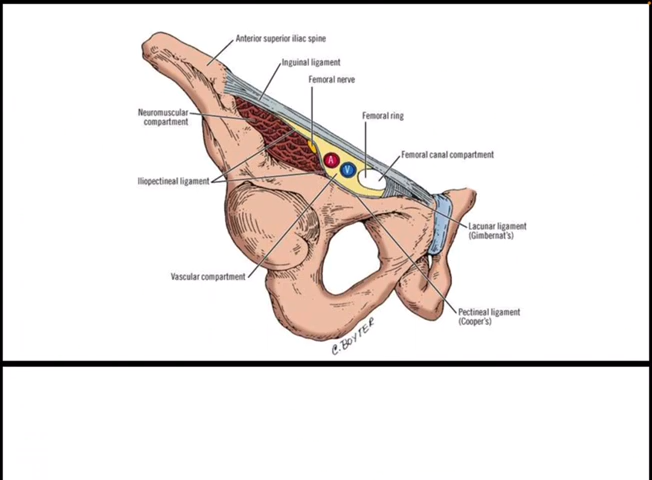 Anterior superior iliac spine
Inguinal ligament
Femoral nerve
Neuromuscular
compartment
Femoral ring
Femoral canal compartment
Iliopectineal ligament
A
V
Lacunar ligament
(Gimbernat's)
Vascular compartment
Pectineal ligament
(Cooper's)
C. BOYTER